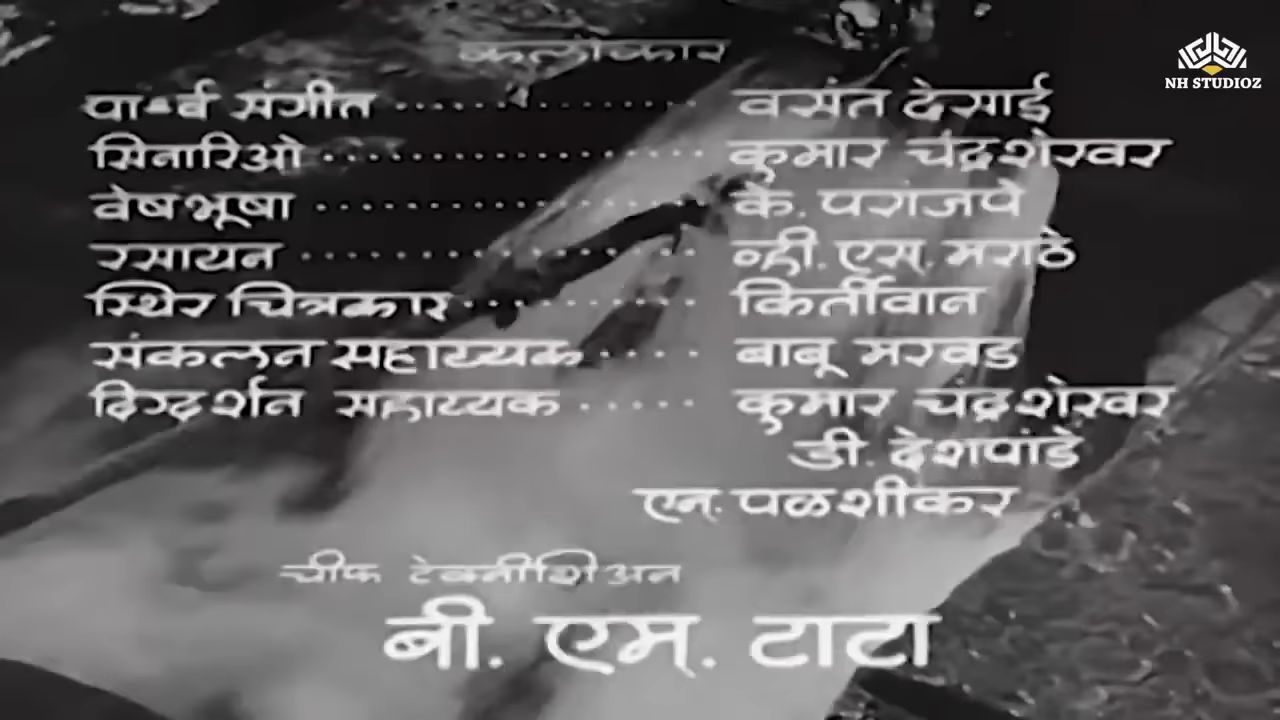 कलाकार
NH STUDIOZ
पार्श्व संगीत .................. वसंत देसाई
सिनारिओ ...................... कुमार चंद्रशेखर
वेषभूषा ...................... के. परांजपे
रसायन ....................... व्ही. एस्. मराठे
स्थिर चित्रकार ............. किर्तीवान
संकलन सहाय्यक .... बाबू मरवड
दिग्दर्शन सहाय्यक ..... कुमार चंद्रशेखर
डी. देशपांडे
एन. पळशीकर
चीफ टेक्नीशिअन
बी. एम्. टाटा